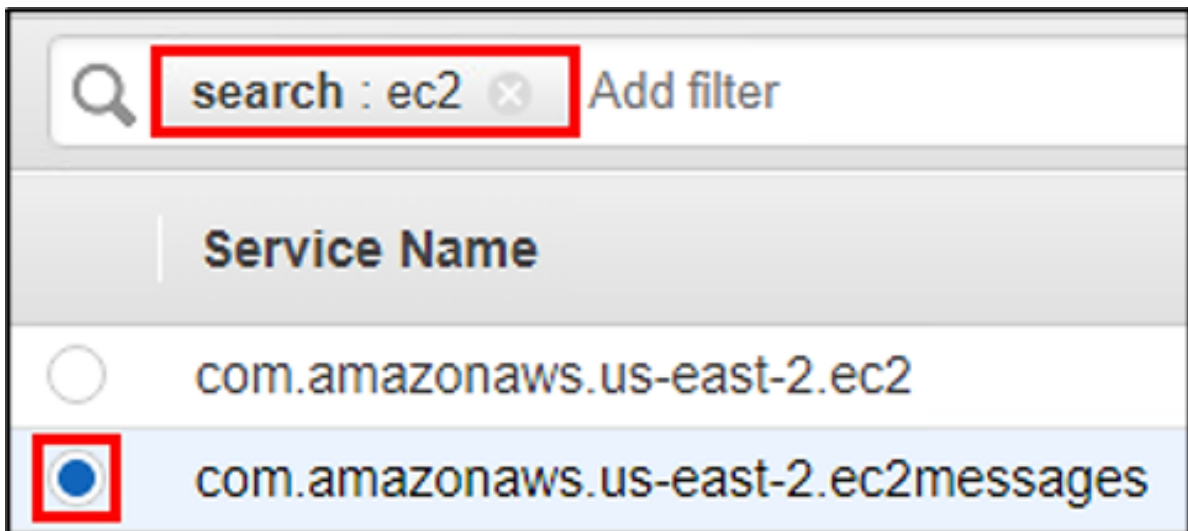 search : ec2 Add filter
Service Name
com.amazonaws.us-east-2.ec2
com.amazonaws.us-east-2.ec2messages